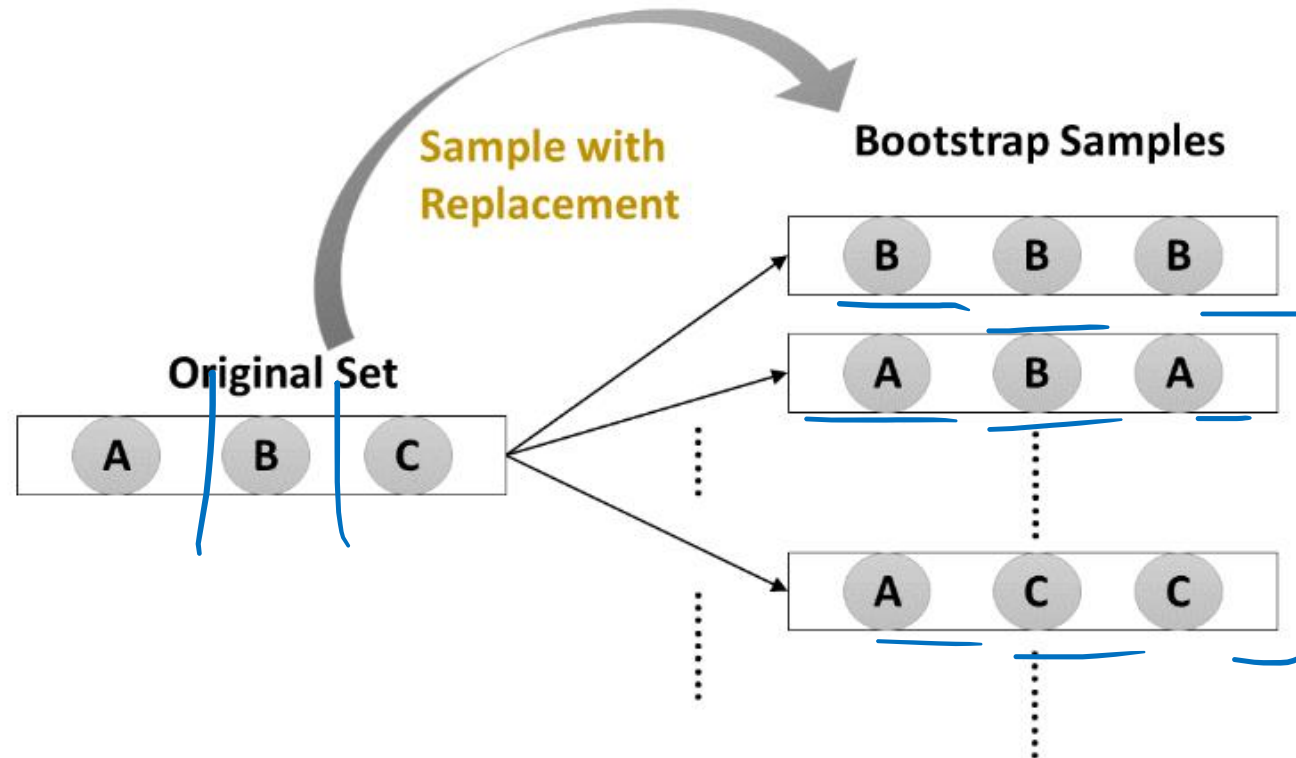 Sample with
Replacement
Bootstrap Samples
B B B
A B A
Original Set
A B C
A C C